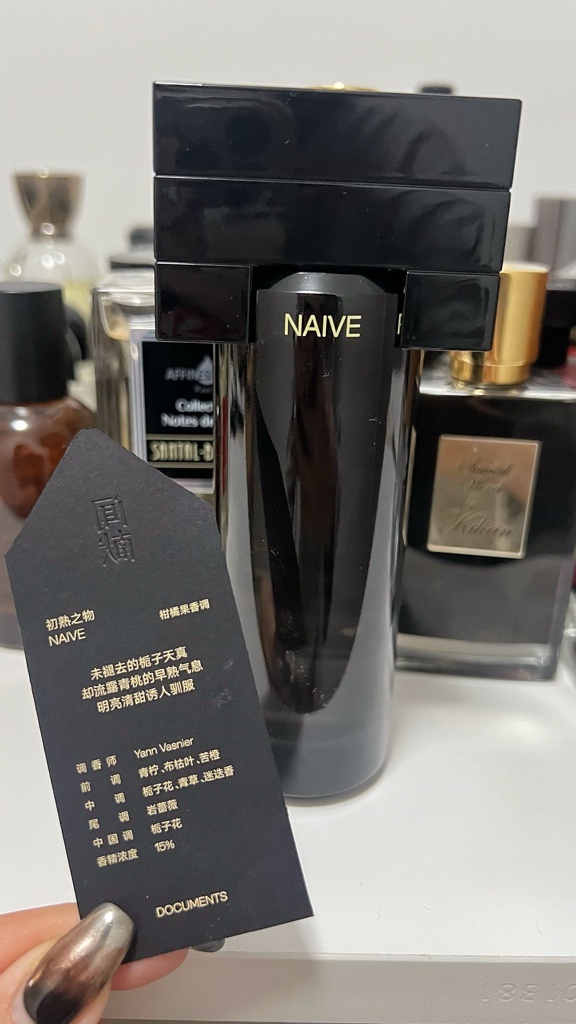 NAIVE
AFFINE
Collec
Notes de
SANTAL-B
Sacred
Wood
Kilian
初熟之物 柑橘果香调
NAIVE
未褪去的栀子天真
却流露青桃的早熟气息
明亮清甜诱人驯服
调香师 Yann Vasnier
前调 青柠、布枯叶、苦橙
中调 栀子花、青草、迷迭香
尾调 岩蔷薇
中国调 栀子花
香精浓度 15%
DOCUMENTS